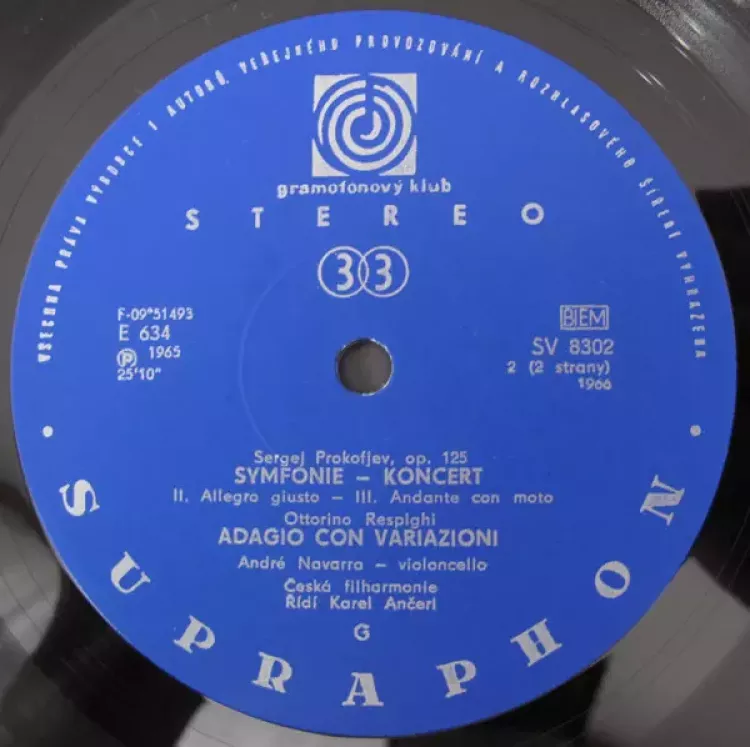 VŠECHNA PRÁVA VÝROBCE I AUTORŮ VEŘEJNÉHO PROVOZOVÁNÍ A ROZHLASOVÉHO ŠÍŘENÍ VYHRAZENA
gramofonový klub
STEREO
33
F-09*51493
E 634
Ⓟ 1965
25'10"
BIEM
SV 8302
2 (2 strany)
1966
Sergej Prokofjev, op. 125
SYMFONIE – KONCERT
II. Allegro giusto – III. Andante con moto
Ottorino Respighi
ADAGIO CON VARIAZIONI
André Navarra – violoncello
Česká filharmonie
Řídí Karel Ančerl
G
• SUPRAPHON •